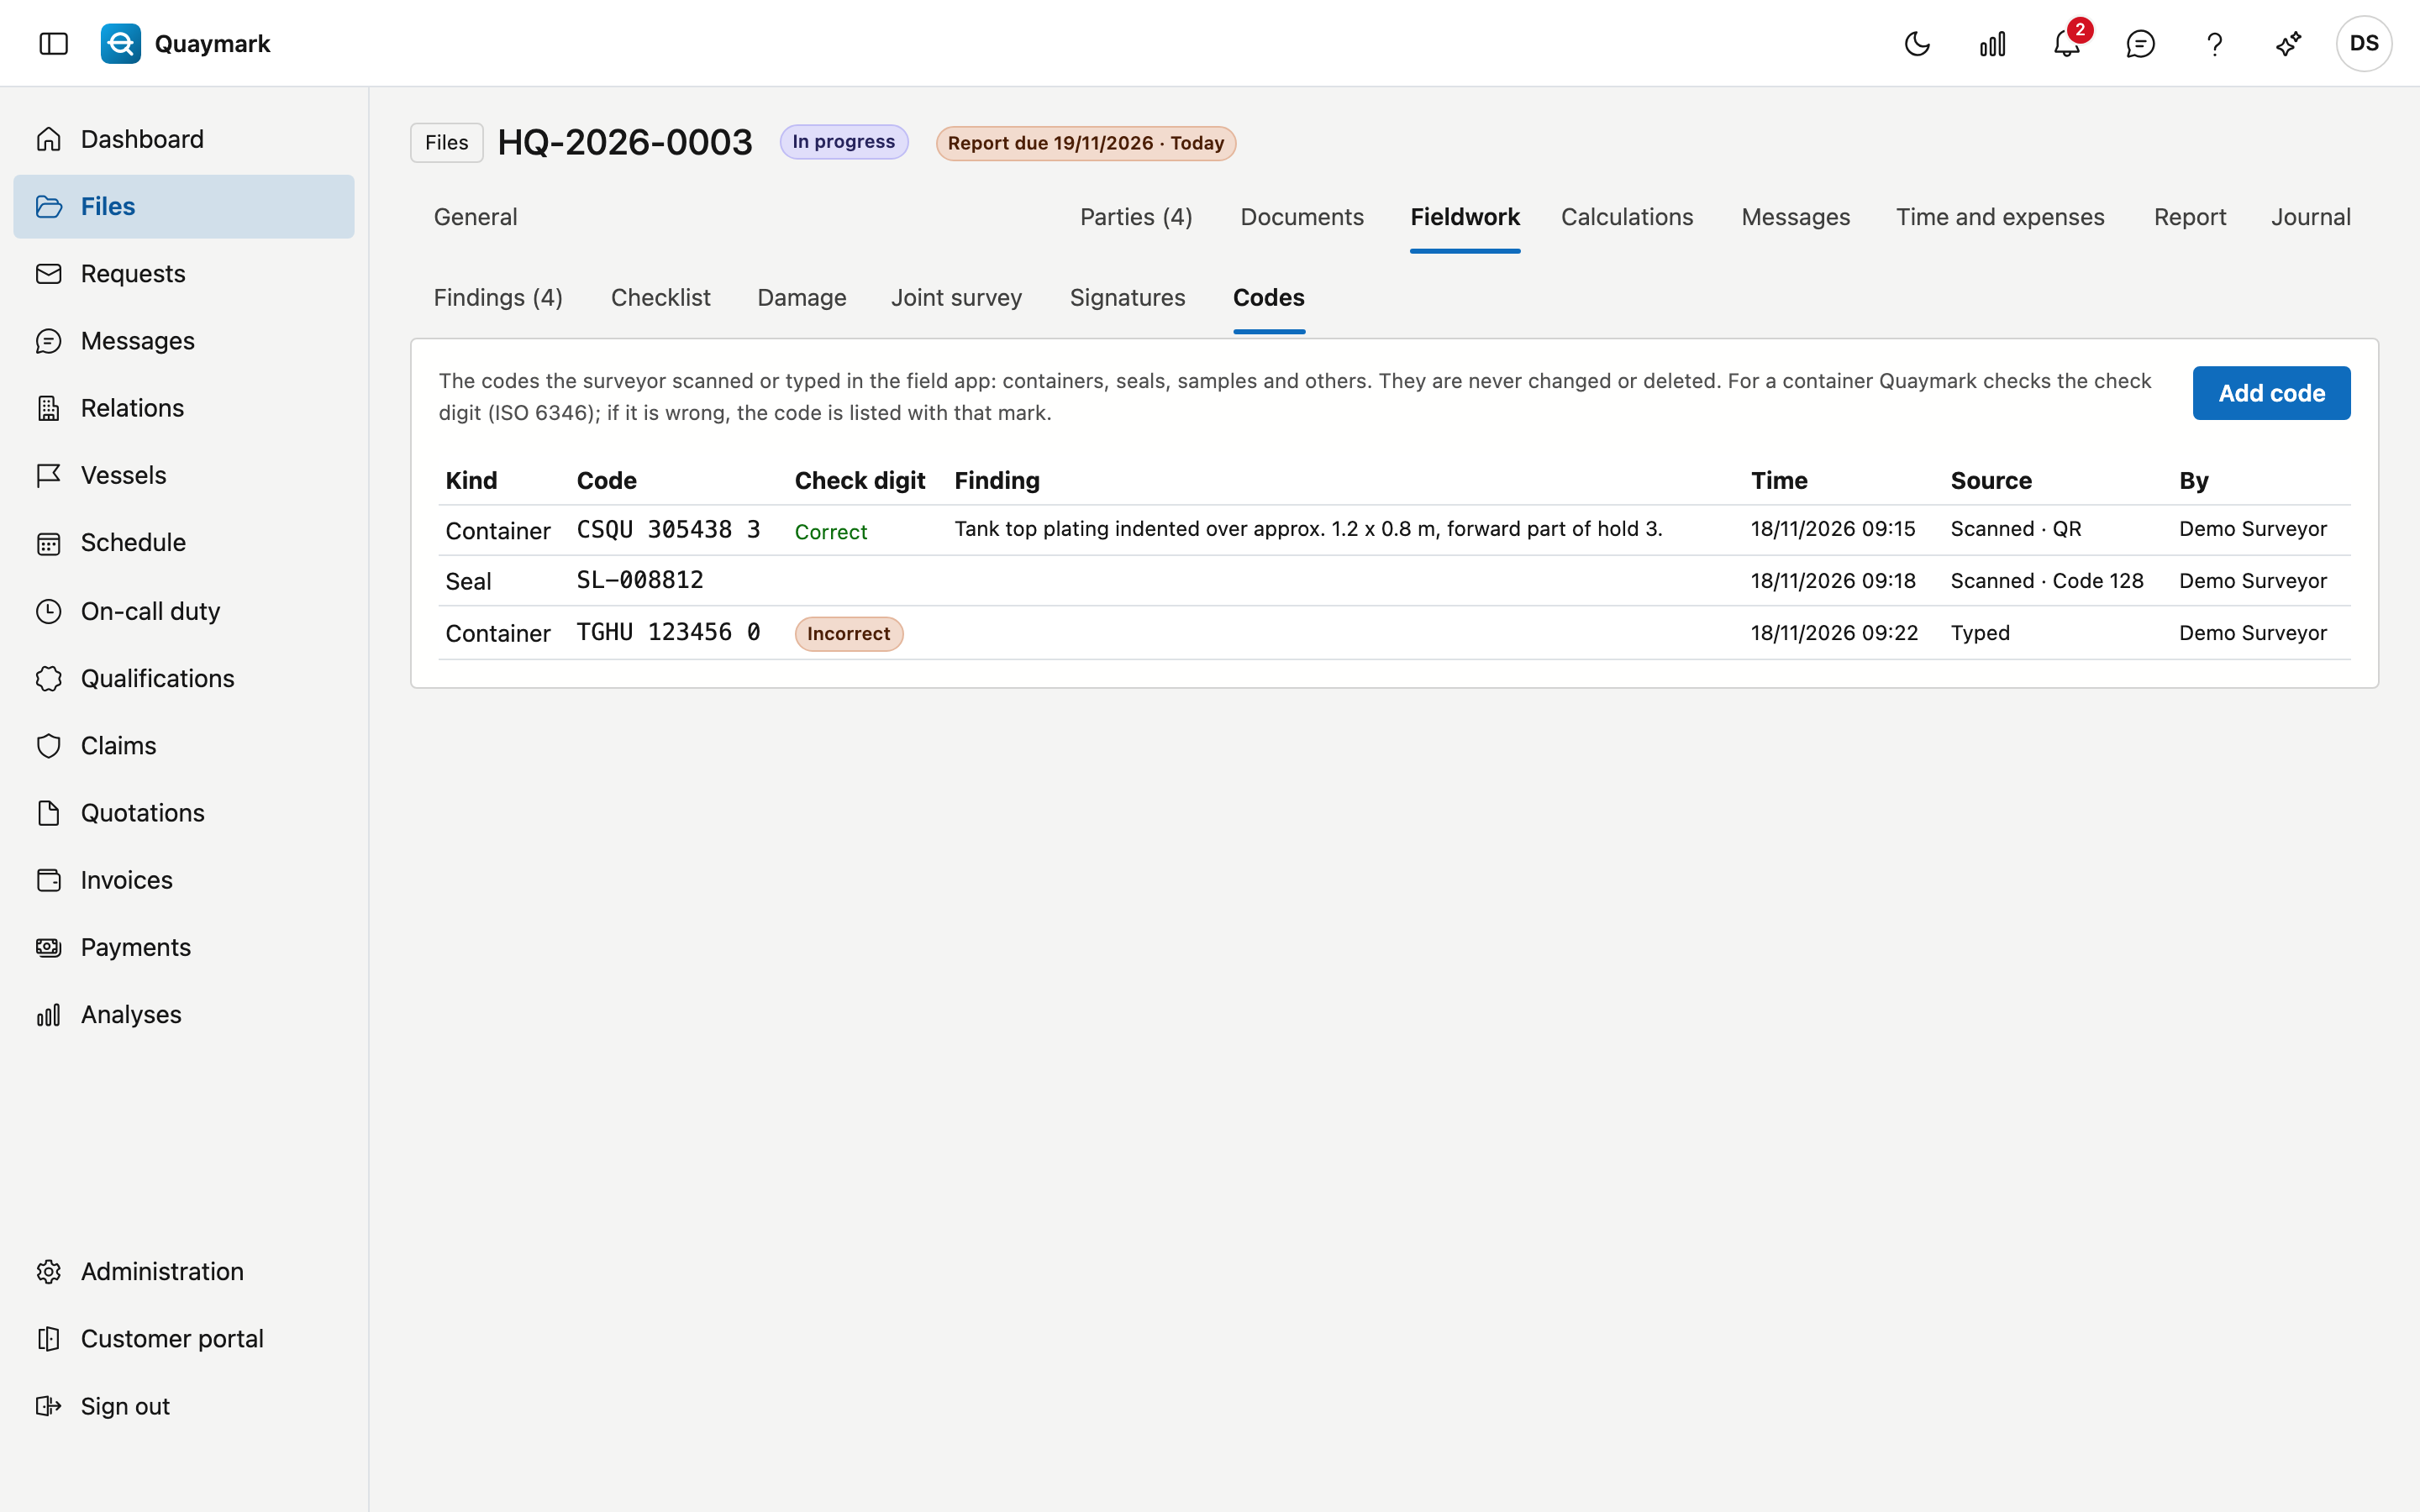 Quaymark
2
DS
Dashboard
Files
Requests
Messages
Relations
Vessels
Schedule
On-call duty
Qualifications
Claims
Quotations
Invoices
Payments
Analyses
Administration
Customer portal
Sign out
Files HQ-2026-0003 In progress Report due 19/11/2026 · Today
General Parties (4) Documents Fieldwork Calculations Messages Time and expenses Report Journal
Findings (4) Checklist Damage Joint survey Signatures Codes
The codes the surveyor scanned or typed in the field app: containers, seals, samples and others. They are never changed or deleted. For a container Quaymark checks the check
digit (ISO 6346); if it is wrong, the code is listed with that mark.
Add code
Kind Code Check digit Finding Time Source By
Container CSQU 305438 3 Correct Tank top plating indented over approx. 1.2 x 0.8 m, forward part of hold 3. 18/11/2026 09:15 Scanned · QR Demo Surveyor
Seal SL-008812 18/11/2026 09:18 Scanned · Code 128 Demo Surveyor
Container TGHU 123456 0 Incorrect 18/11/2026 09:22 Typed Demo Surveyor